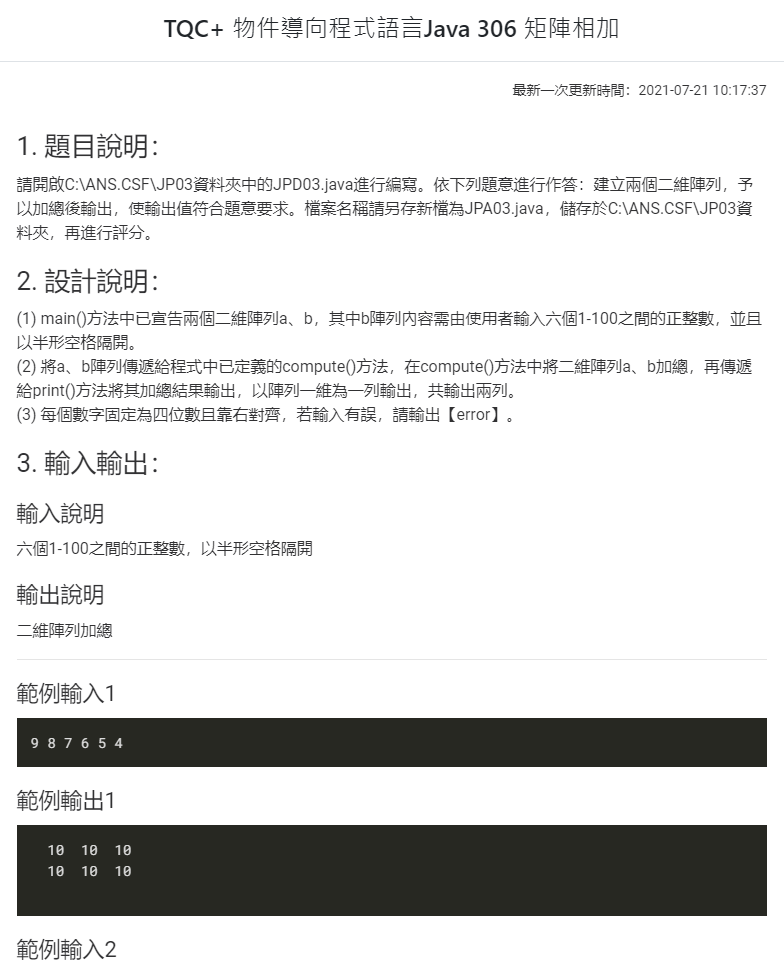 TQC+ 物件導向程式語言Java 306 矩陣相加
最新一次更新時間：2021-07-21 10:17:37
1. 題目說明：
請開啟C:\ANS.CSF\JP03資料夾中的JPD03.java進行編寫。依下列題意進行作答：建立兩個二維陣列，予
以加總後輸出，使輸出值符合題意要求。檔案名稱請另存新檔為JPA03.java，儲存於C:\ANS.CSF\JP03資
料夾，再進行評分。
2. 設計說明：
(1) main()方法中已宣告兩個二維陣列a、b，其中b陣列內容需由使用者輸入六個1-100之間的正整數，並且
以半形空格隔開。
(2) 將a、b陣列傳遞給程式中已定義的compute()方法，在compute()方法中將二維陣列a、b加總，再傳遞
給print()方法將其加總結果輸出，以陣列一維為一列輸出，共輸出兩列。
(3) 每個數字固定為四位數且靠右對齊，若輸入有誤，請輸出【error】。
3. 輸入輸出：
輸入說明
六個1-100之間的正整數，以半形空格隔開
輸出說明
二維陣列加總
範例輸入1
9 8 7 6 5 4
範例輸出1
  10  10  10
  10  10  10
範例輸入2